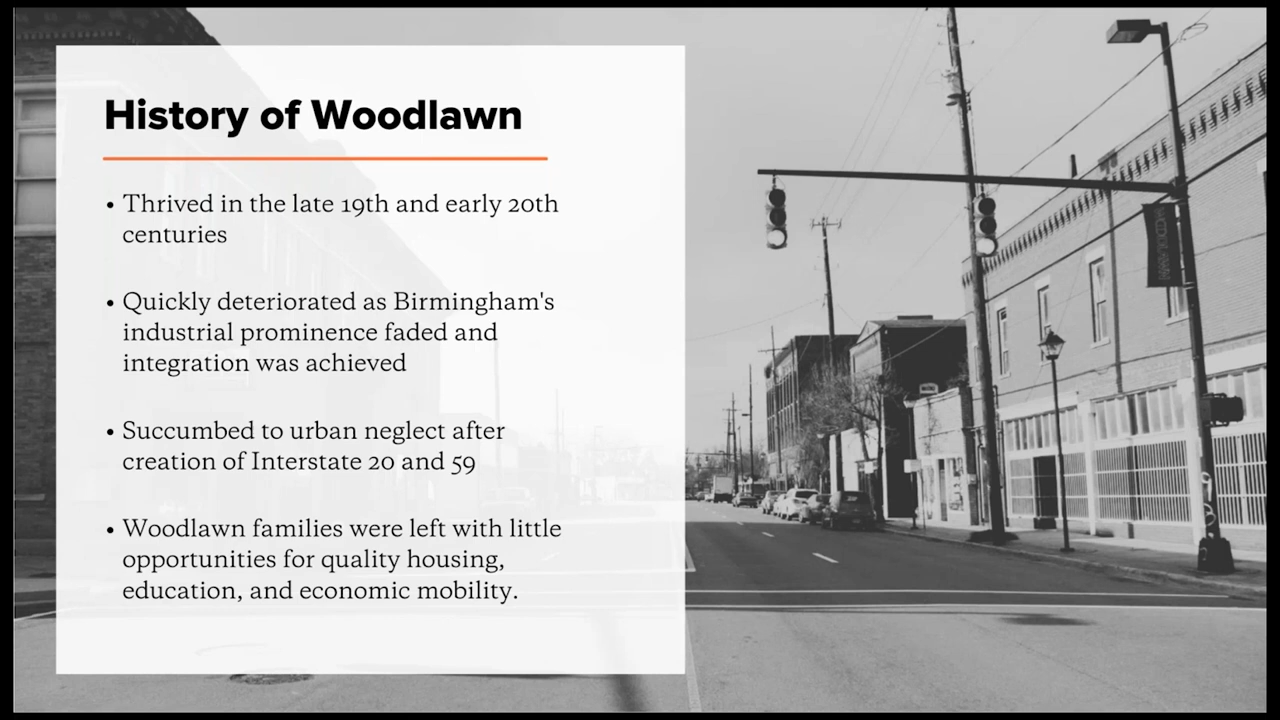 History of Woodlawn
• Thrived in the late 19th and early 20th
centuries
• Quickly deteriorated as Birmingham's
industrial prominence faded and
integration was achieved
• Succumbed to urban neglect after
creation of Interstate 20 and 59
• Woodlawn families were left with little
opportunities for quality housing,
education, and economic mobility.
WOODLAWN